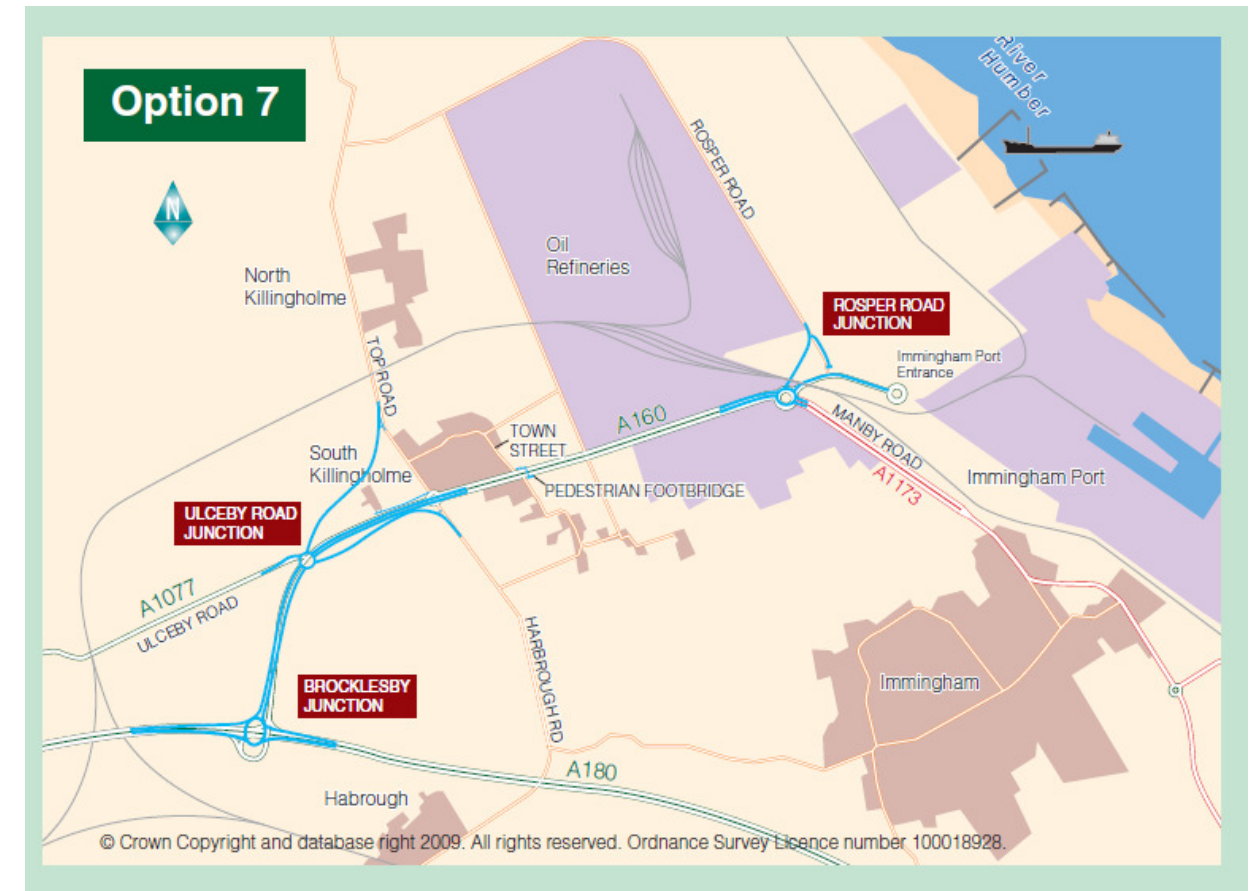 Option 7
River
Humber
N
ROSPER ROAD
Oil
Refineries
North
Killingholme
ROSPER ROAD
JUNCTION
Immingham Port
Entrance
TOP ROAD
A160
TOWN
STREET
MANBY ROAD
South
Killingholme
PEDESTRIAN FOOTBRIDGE
A1173
Immingham Port
ULCEBY ROAD
JUNCTION
A1077
ULCEBY ROAD
HARBROUGH RD
BROCKLESBY
JUNCTION
Immingham
A180
Habrough
© Crown Copyright and database right 2009. All rights reserved. Ordnance Survey Licence number 100018928.